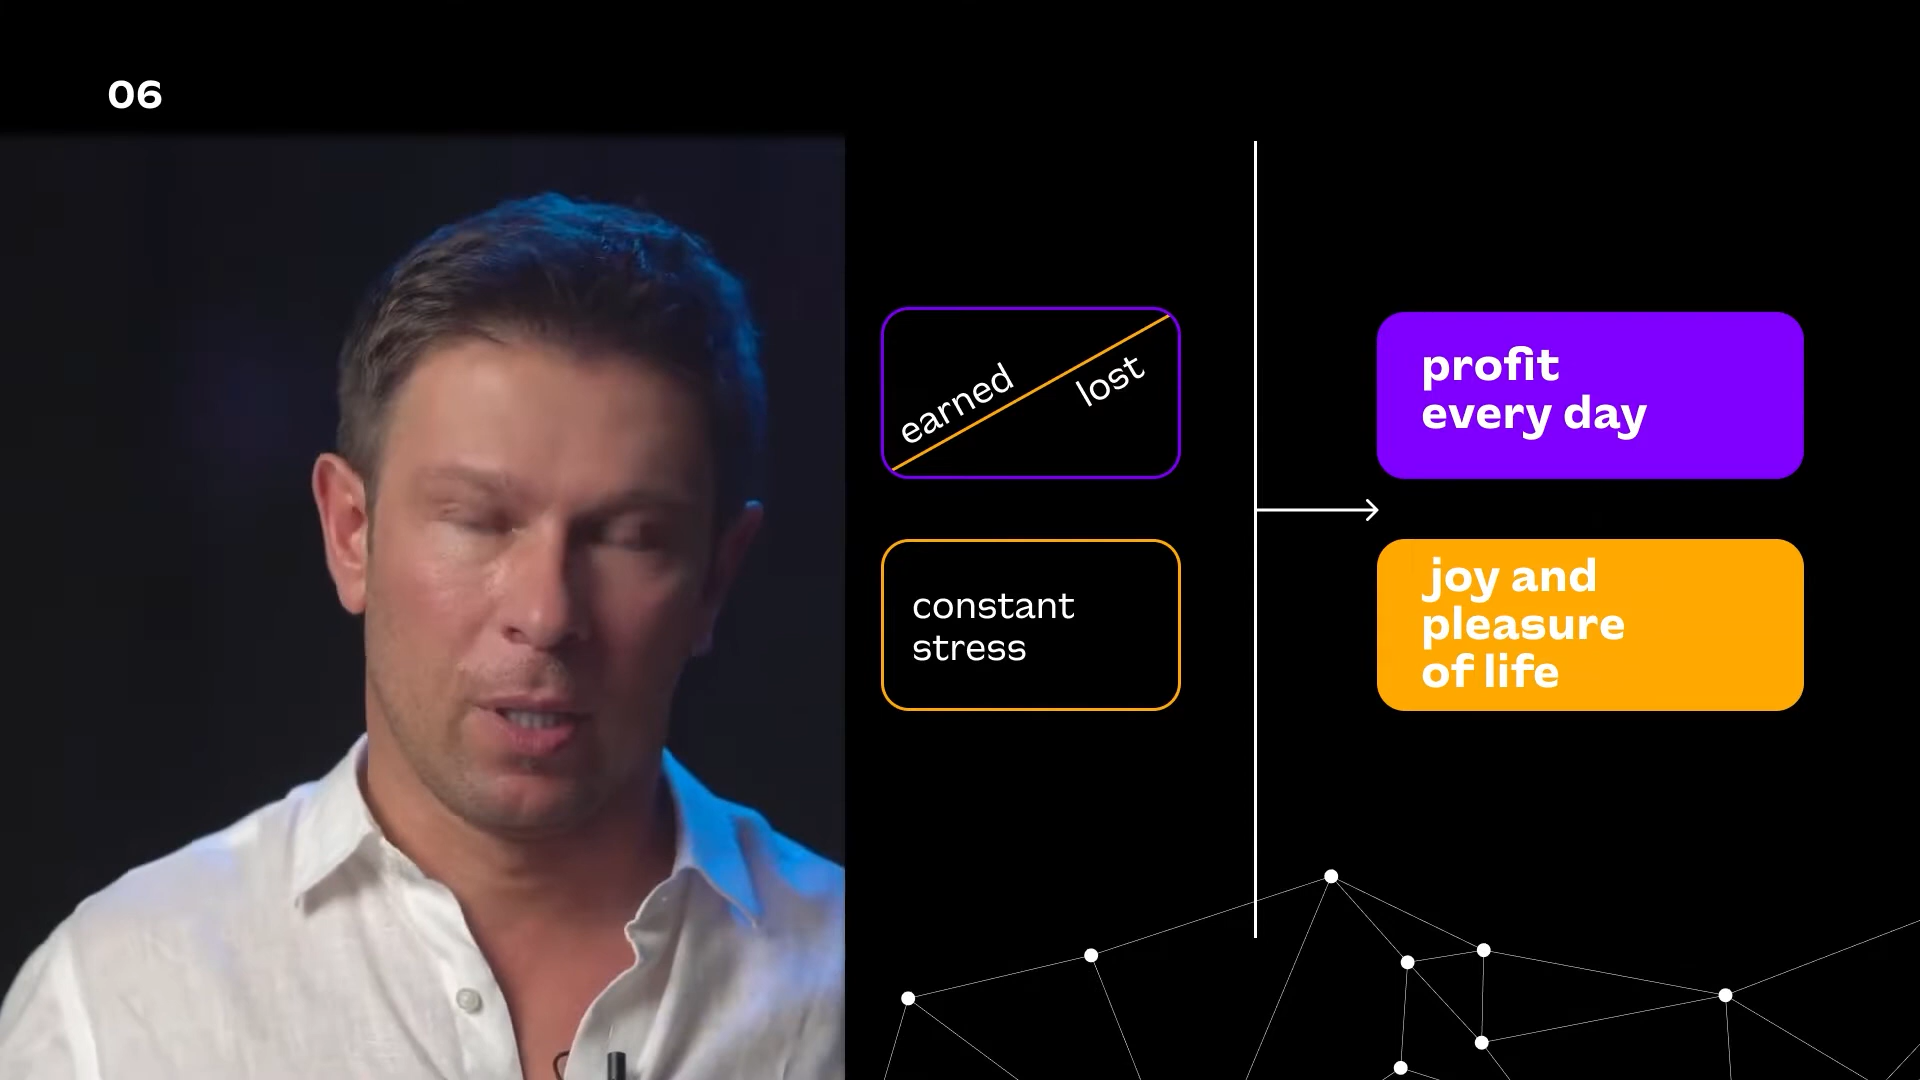 06
earned
lost
constant
stress
profit
every day
joy and
pleasure
of life